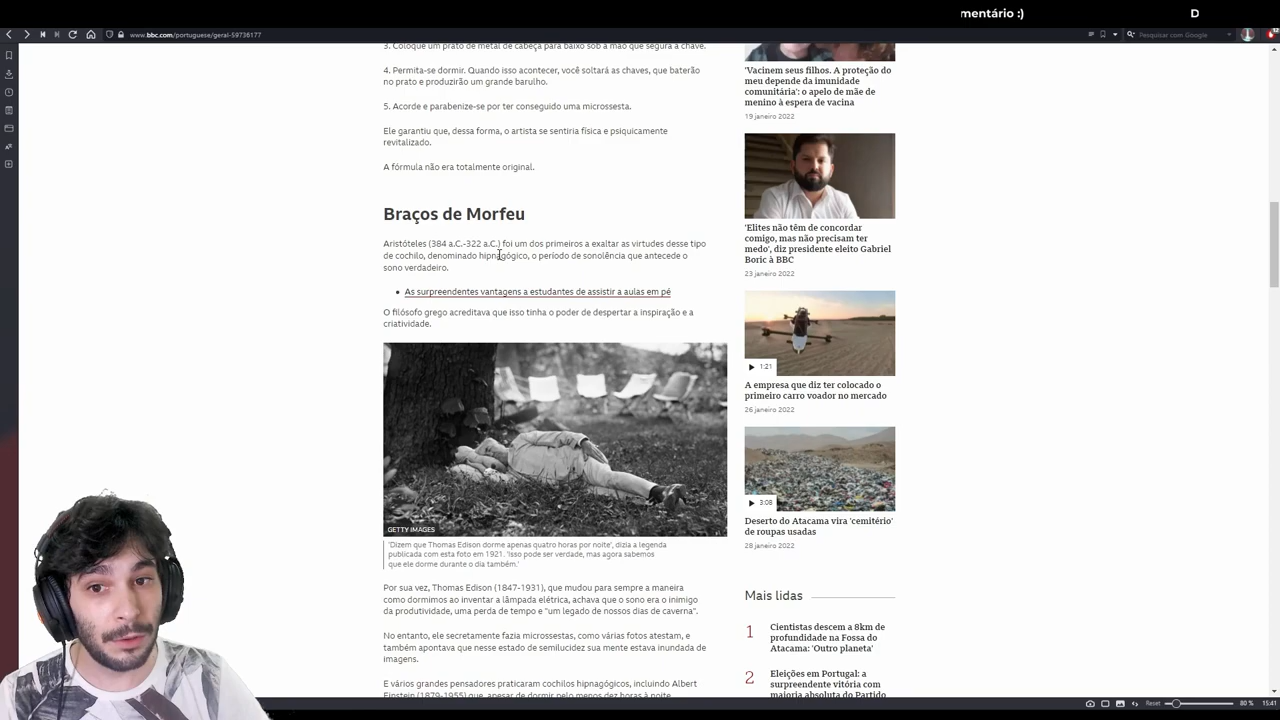 mentário :)
D
www.bbc.com/portuguese/geral-59736177
Pesquisar com Google
3. Coloque um prato de metal de cabeça para baixo sob a mão que segura a chave.
4. Permita-se dormir. Quando isso acontecer, você soltará as chaves, que baterão
no prato e produzirão um grande barulho.
5. Acorde e parabenize-se por ter conseguido uma microssesta.
Ele garantiu que, dessa forma, o artista se sentiria física e psiquicamente
revitalizado.
A fórmula não era totalmente original.
Braços de Morfeu
Aristóteles (384 a.C.-322 a.C.) foi um dos primeiros a exaltar as virtudes desse tipo
de cochilo, denominado hipnagógico, o período de sonolência que antecede o
sono verdadeiro.
• As surpreendentes vantagens a estudantes de assistir a aulas em pé
O filósofo grego acreditava que isso tinha o poder de despertar a inspiração e a
criatividade.
GETTY IMAGES
'Dizem que Thomas Edison dorme apenas quatro horas por noite', dizia a legenda
publicada com esta foto em 1921. 'Isso pode ser verdade, mas agora sabemos
que ele dorme durante o dia também.'
Por sua vez, Thomas Edison (1847-1931), que mudou para sempre a maneira
como dormimos ao inventar a lâmpada elétrica, achava que o sono era o inimigo
da produtividade, uma perda de tempo e "um legado de nossos dias de caverna".
No entanto, ele secretamente fazia microssestas, como várias fotos atestam, e
também apontava que nesse estado de semilucidez sua mente estava inundada de
imagens.
E vários grandes pensadores praticaram cochilos hipnagógicos, incluindo Albert
Einstein (1879-1955) que, apesar de dormir pelo menos dez horas à noite,
'Vacinem seus filhos. A proteção do
meu depende da imunidade
comunitária': o apelo de mãe de
menino à espera de vacina
19 janeiro 2022
'Elites não têm de concordar
comigo, mas não precisam ter
medo', diz presidente eleito Gabriel
Boric à BBC
23 janeiro 2022
1:21
A empresa que diz ter colocado o
primeiro carro voador no mercado
26 janeiro 2022
3:08
Deserto do Atacama vira 'cemitério'
de roupas usadas
28 janeiro 2022
Mais lidas
1 Cientistas descem a 8km de
profundidade na Fossa do
Atacama: 'Outro planeta'
2 Eleições em Portugal: a
surpreendente vitória com
maioria absoluta do Partido
Reset
80 %
15:41